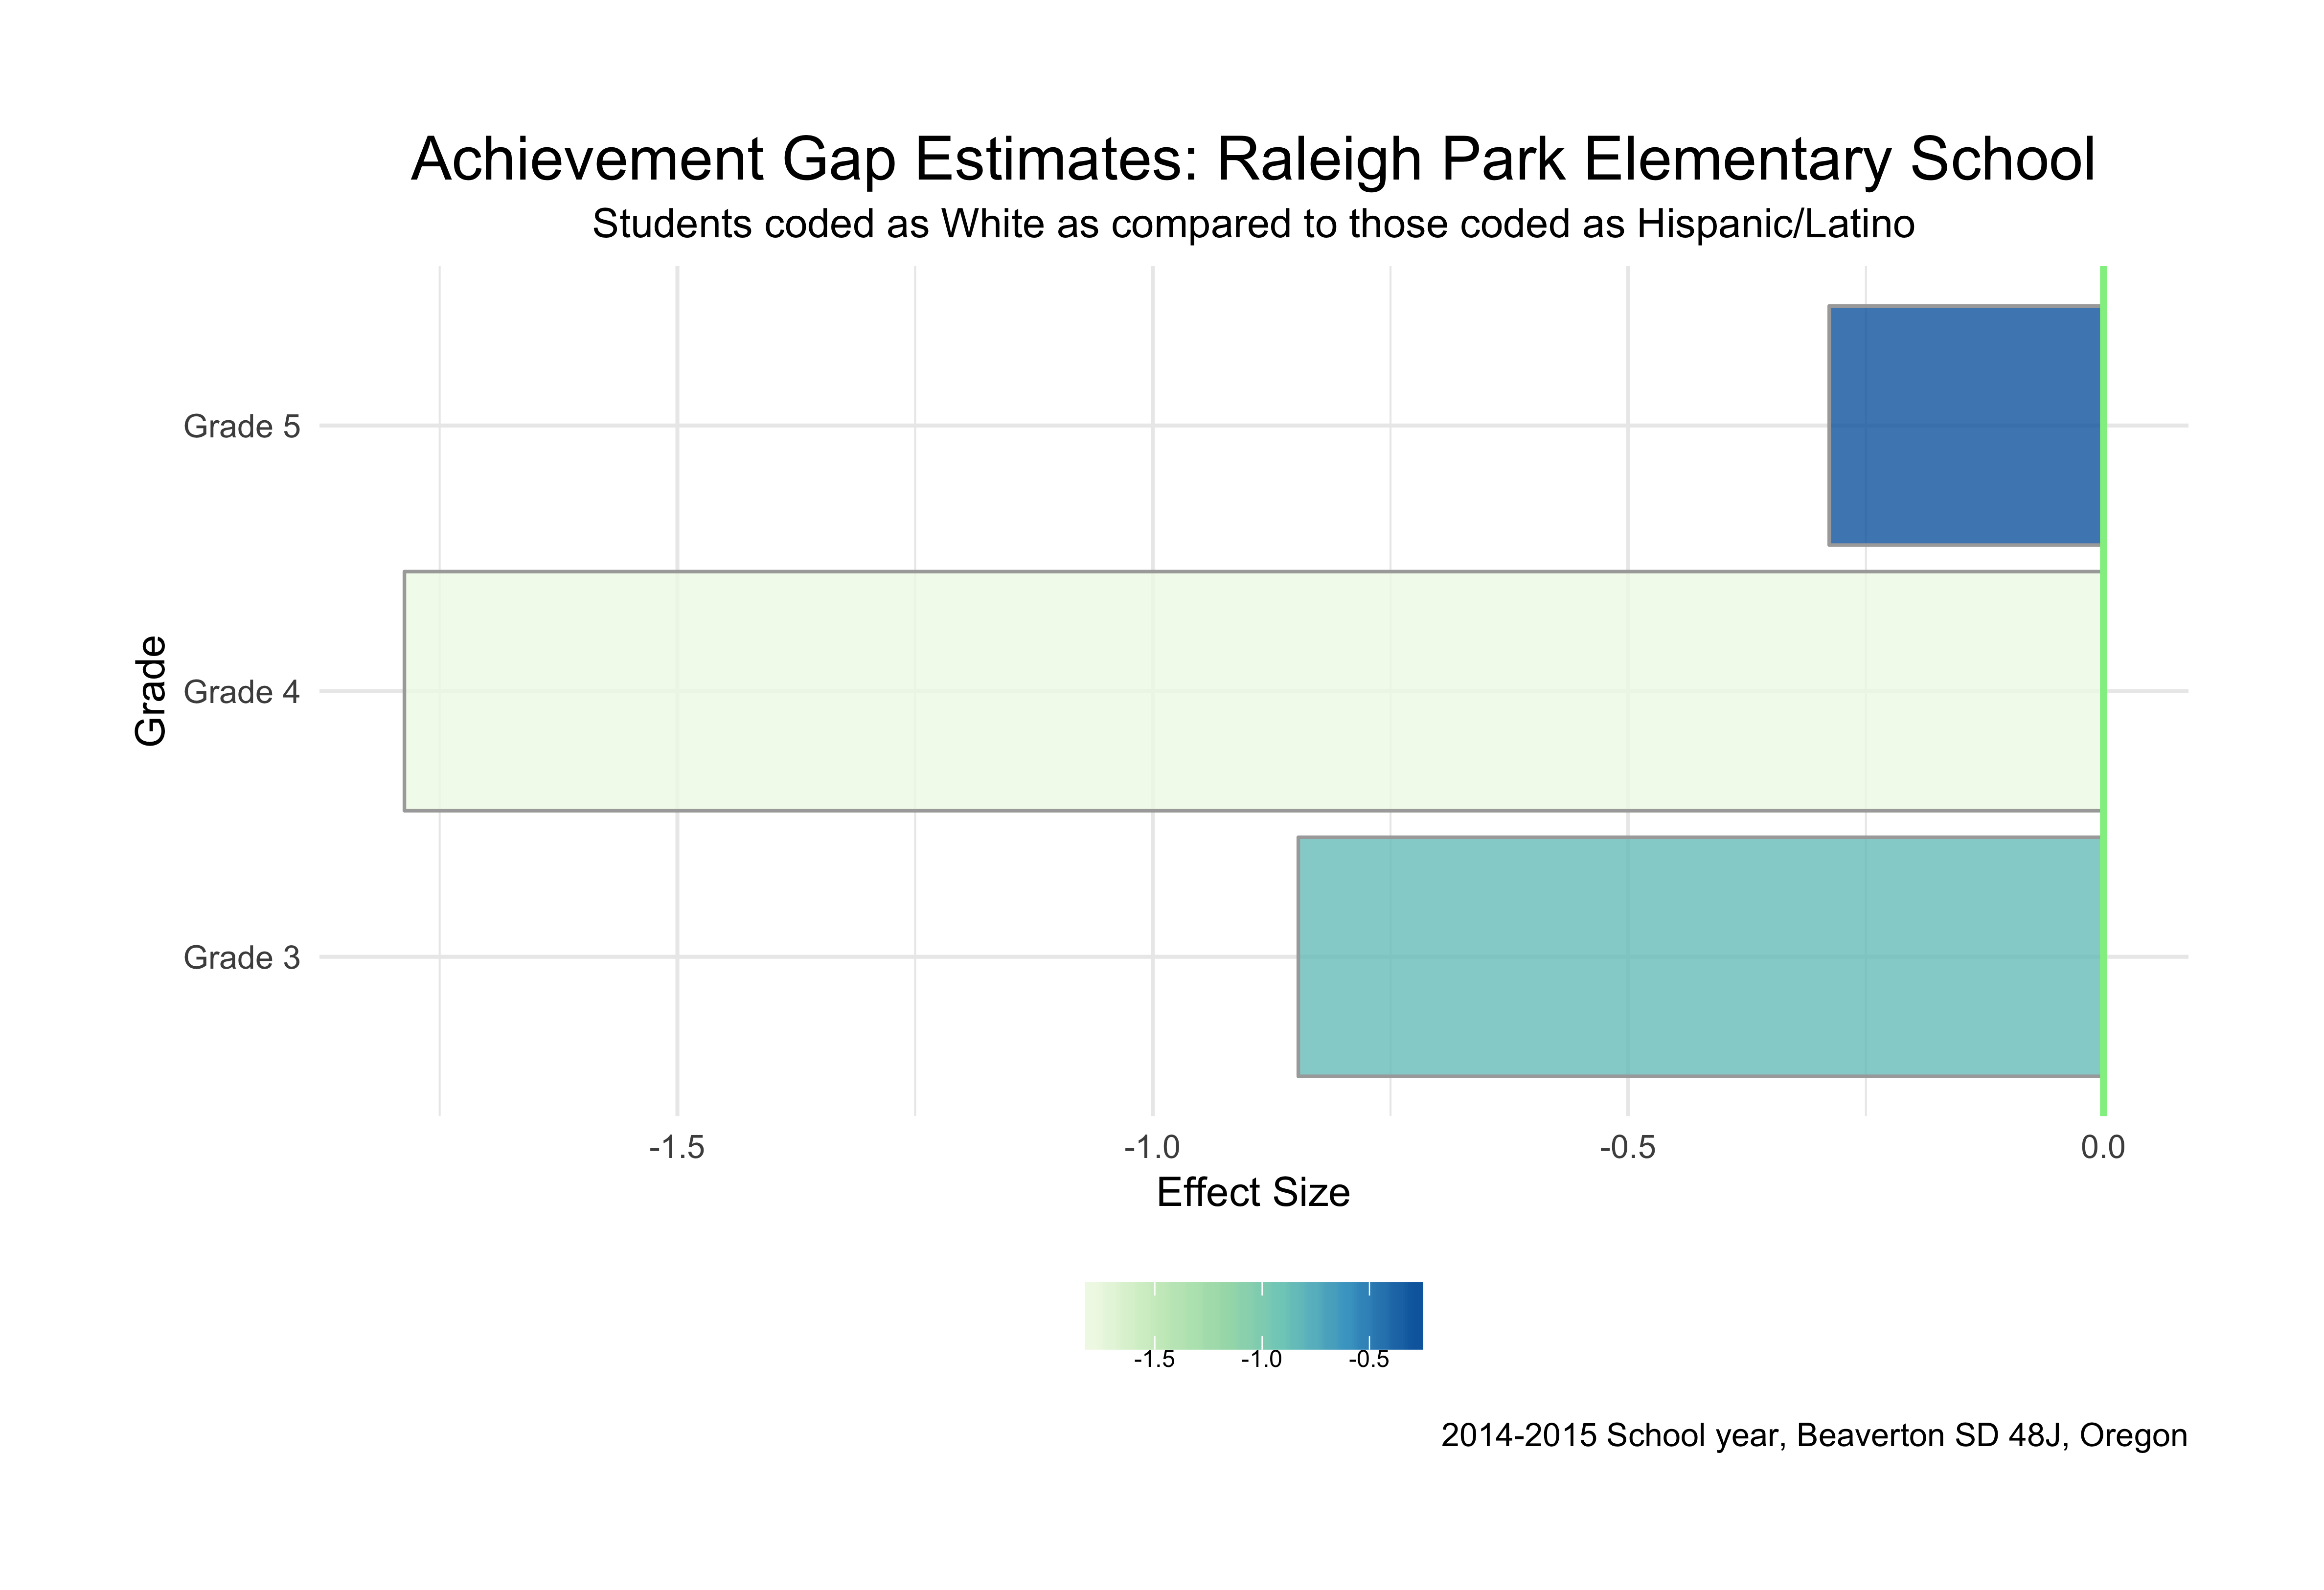 Achievement Gap Estimates: Raleigh Park Elementary School
Students coded as White as compared to those coded as Hispanic/Latino
Grade
Grade 5
Grade 4
Grade 3
-1.5
-1.0
-0.5
0.0
Effect Size
-1.5
-1.0
-0.5
2014-2015 School year, Beaverton SD 48J, Oregon